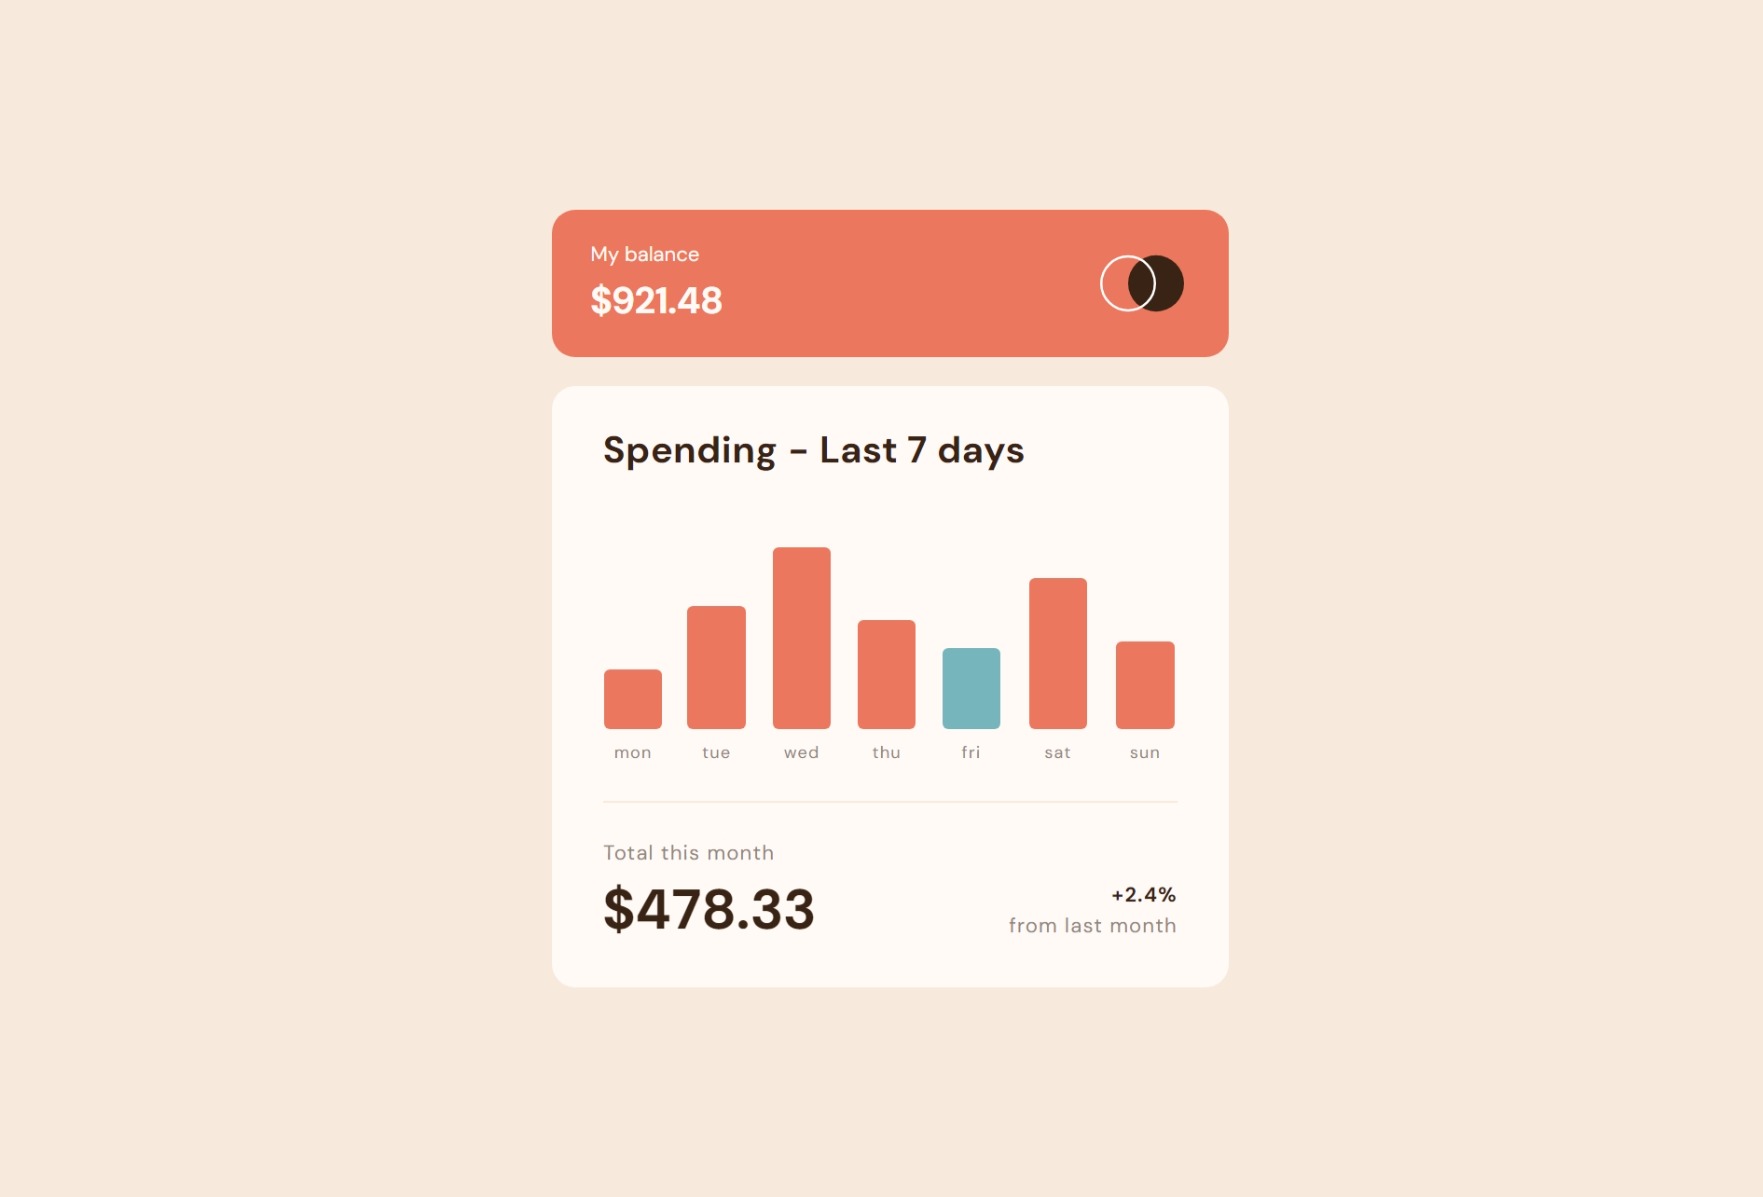 My balance
$921.48
Spending - Last 7 days
mon tue wed thu fri sat sun
Total this month
$478.33
+2.4%
from last month